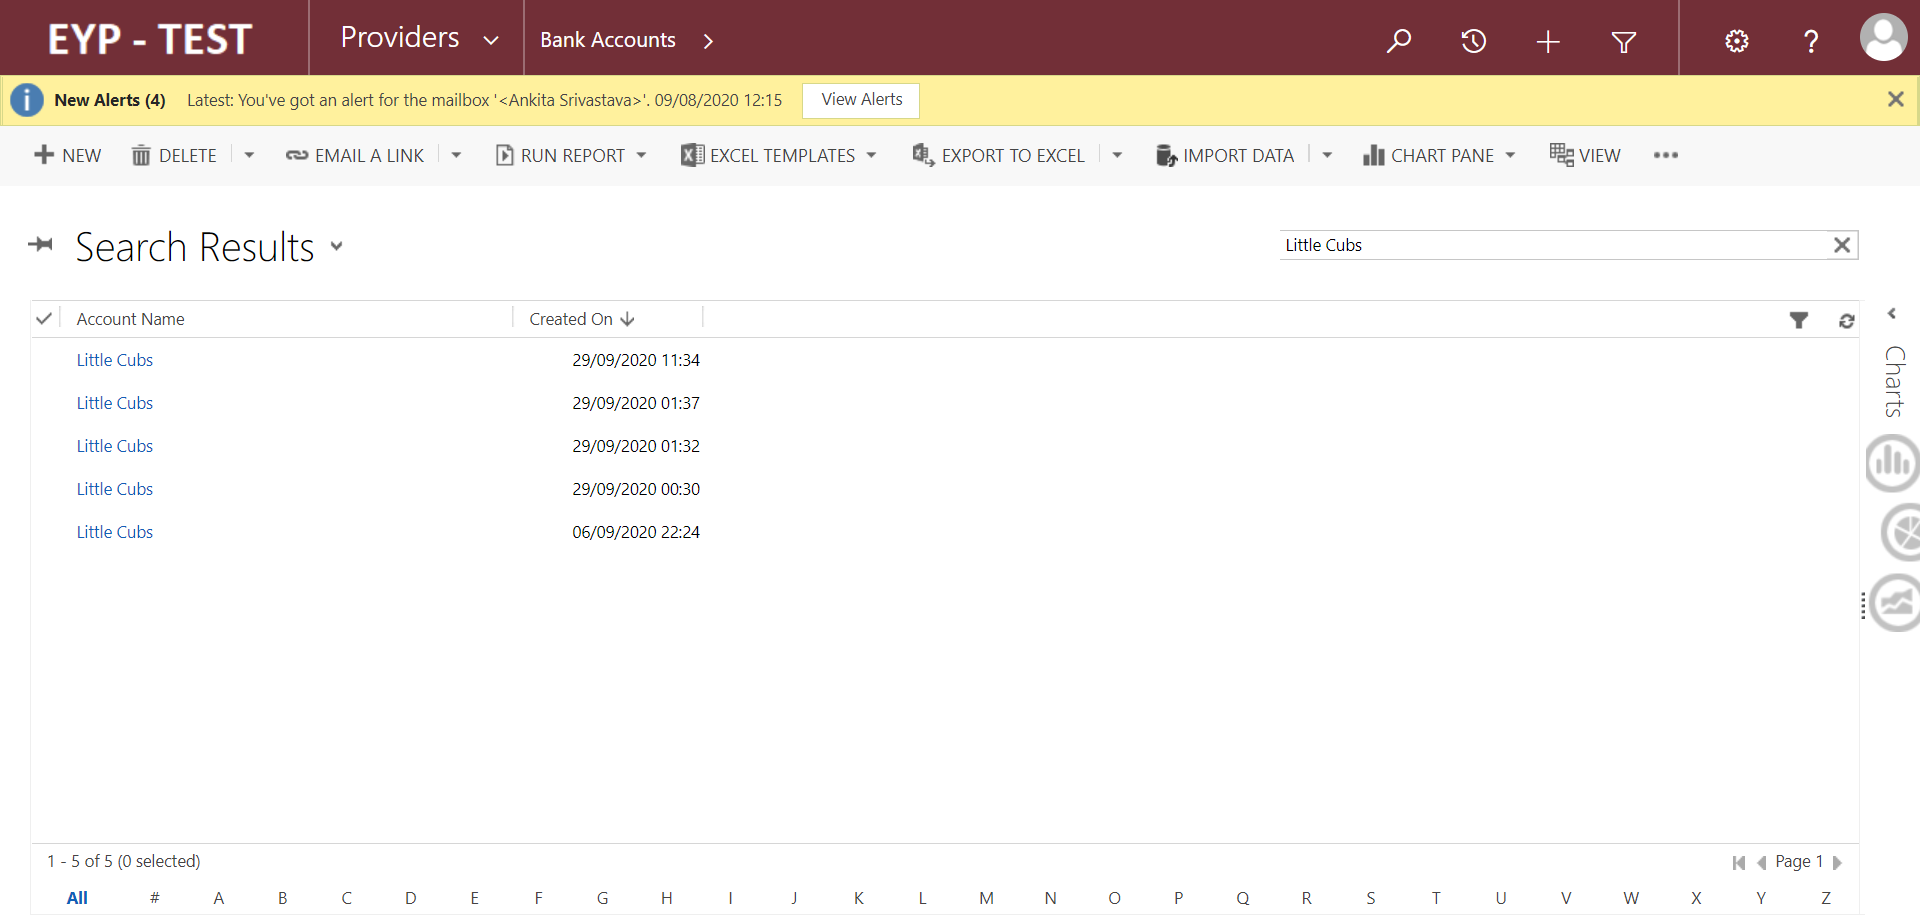 EYP - TEST
Providers
Bank Accounts
New Alerts (4) Latest: You've got an alert for the mailbox '<Ankita Srivastava>'. 09/08/2020 12:15 View Alerts
NEW DELETE EMAIL A LINK RUN REPORT EXCEL TEMPLATES EXPORT TO EXCEL IMPORT DATA CHART PANE VIEW
Search Results
Little Cubs
Account Name Created On
Little Cubs 29/09/2020 11:34
Little Cubs 29/09/2020 01:37
Little Cubs 29/09/2020 01:32
Little Cubs 29/09/2020 00:30
Little Cubs 06/09/2020 22:24
Charts
1 - 5 of 5 (0 selected) Page 1
All # A B C D E F G H I J K L M N O P Q R S T U V W X Y Z